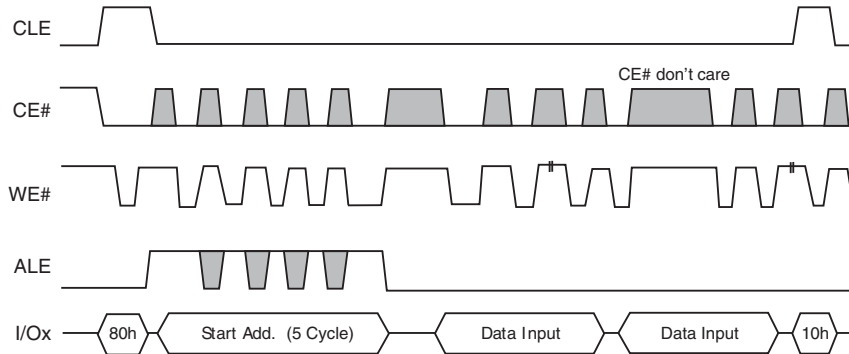 CLE
CE# don't care
CE#
WE#
ALE
I/Ox
80h
Start Add. (5 Cycle)
Data Input
Data Input
10h